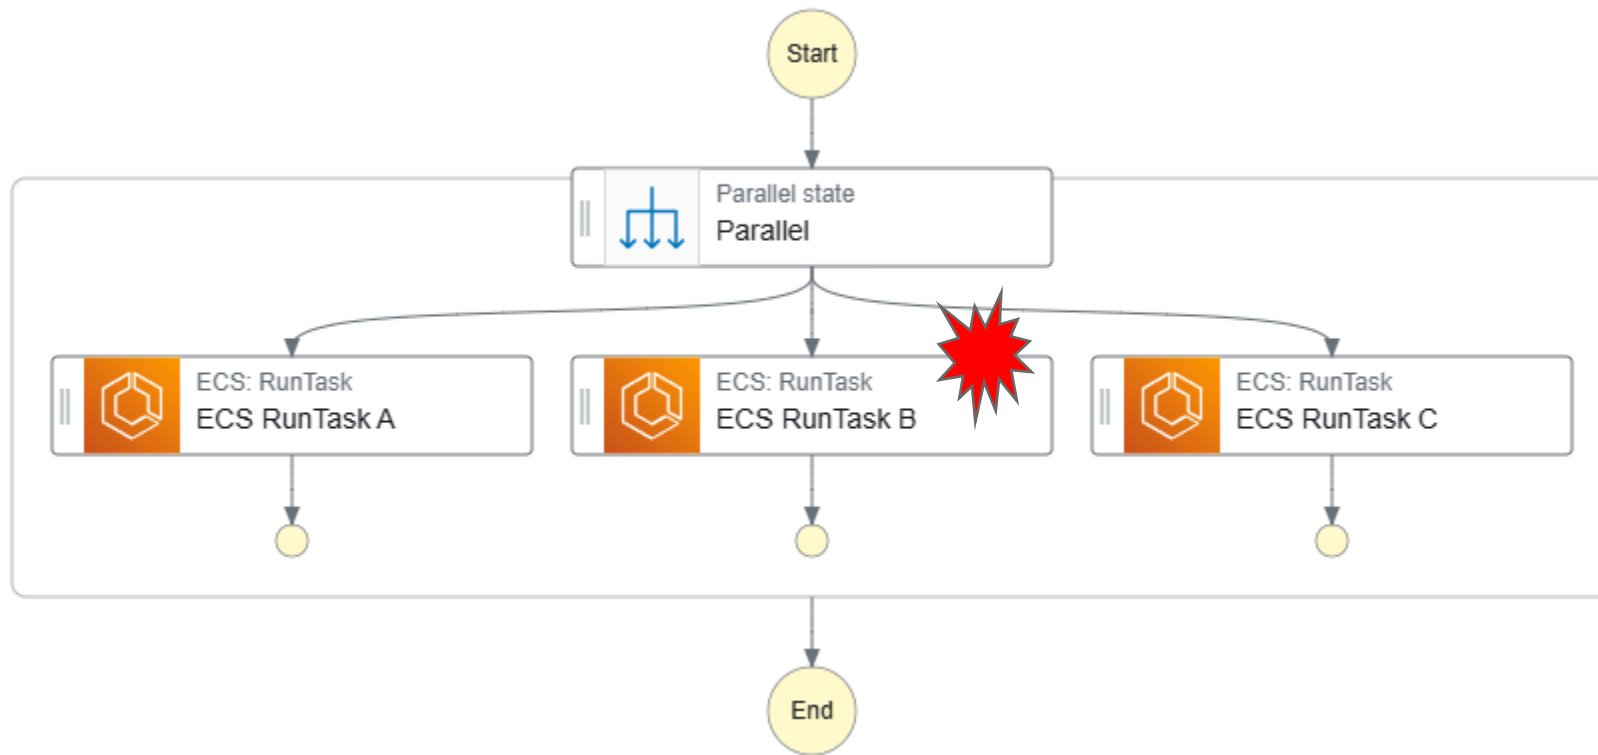 Start
Parallel state
Parallel
ECS: RunTask
ECS RunTask A
ECS: RunTask
ECS RunTask B
ECS: RunTask
ECS RunTask C
End